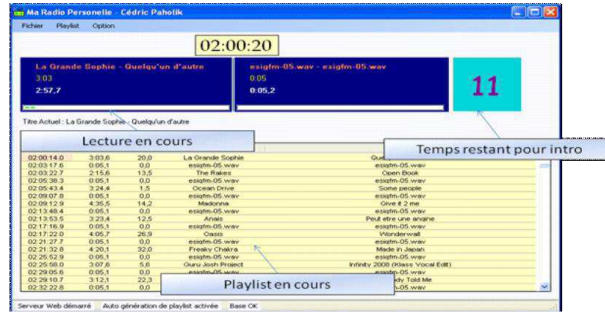 Ma Radio Personelle - Cédric Paholik
Fichier Playlist Option
02:00:20
La Grande Sophie - Quelqu'un d'autre
3:03
2:57,7
esigfm-05.wav - esigfm-05.wav
0:05
0:05,2
11
Titre Actuel : La Grande Sophie - Quelqu'un d'autre
Lecture en cours
Temps restant pour intro
02:00:14.0 3:03,6 20,0 La Grande Sophie
02:03:17.6 0:05,1 0,0 esigfm-05.wav esigfm-05.wav
02:03:22.7 2:15,6 13,5 The Rakes Open Book
02:05:38.3 0:05,1 0,0 esigfm-05.wav esigfm-05.wav
02:05:43.4 3:24,4 1,5 Ocean Drive Some people
02:09:07.8 0:05,1 0,0 esigfm-05.wav esigfm-05.wav
02:09:12.9 4:35,5 14,2 Madonna Give it 2 me
02:13:48.4 0:05,1 0,0 esigfm-05.wav esigfm-05.wav
02:13:53.5 3:23,4 12,5 Anais Peut etre une angine
02:17:16.9 0:05,1 0,0 esigfm-05.wav esigfm-05.wav
02:17:22.0 4:05,7 26,9 Oasis Wonderwall
02:21:27.7 0:05,1 0,0 esigfm-05.wav esigfm-05.wav
02:21:32.8 4:20,1 32,0 Freaky Chakra Made in Japan
02:25:52.9 0:05,1 0,0 esigfm-05.wav esigfm-05.wav
02:25:58.0 3:07,6 5,6 Guru Josh Project Infinity 2008 (Klass Vocal Edit)
02:29:05.6 0:05,1 0,0 esigfm-05.wav esigfm-05.wav
02:29:10.7 3:12,1 22,3 Told Me
02:32:22.8 0:05,1 0,0
Playlist en cours
Serveur Web démarré Auto génération de playlist activée Base OK